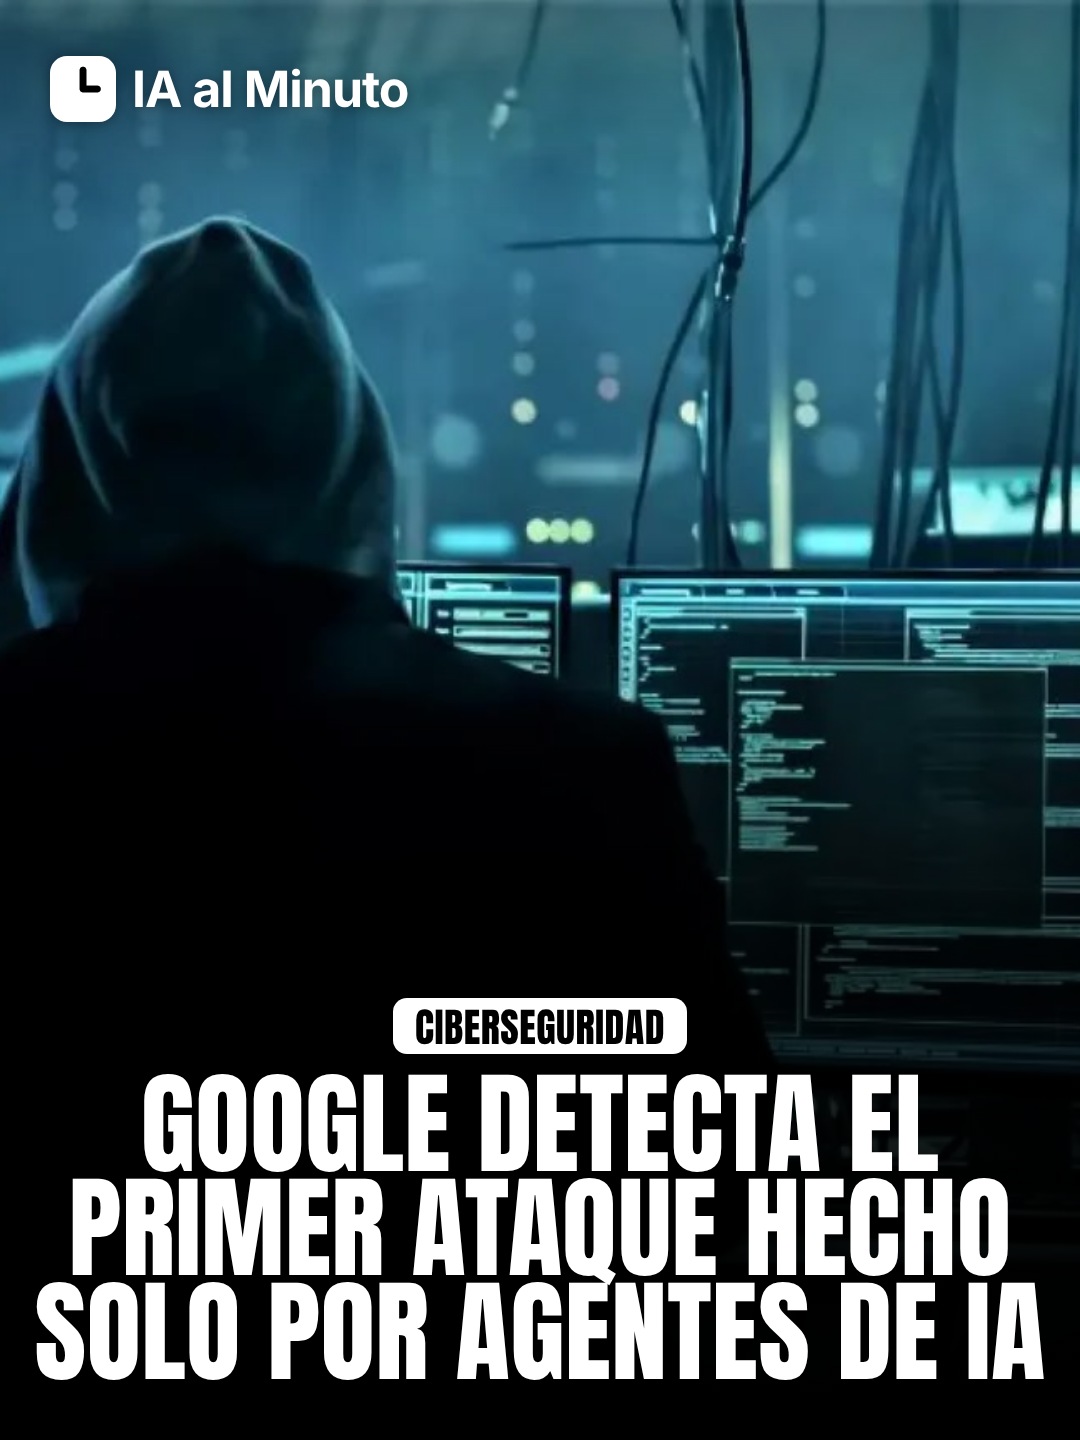 IA al Minuto
CIBERSEGURIDAD
GOOGLE DETECTA EL
PRIMER ATAQUE HECHO
SOLO POR AGENTES DE IA